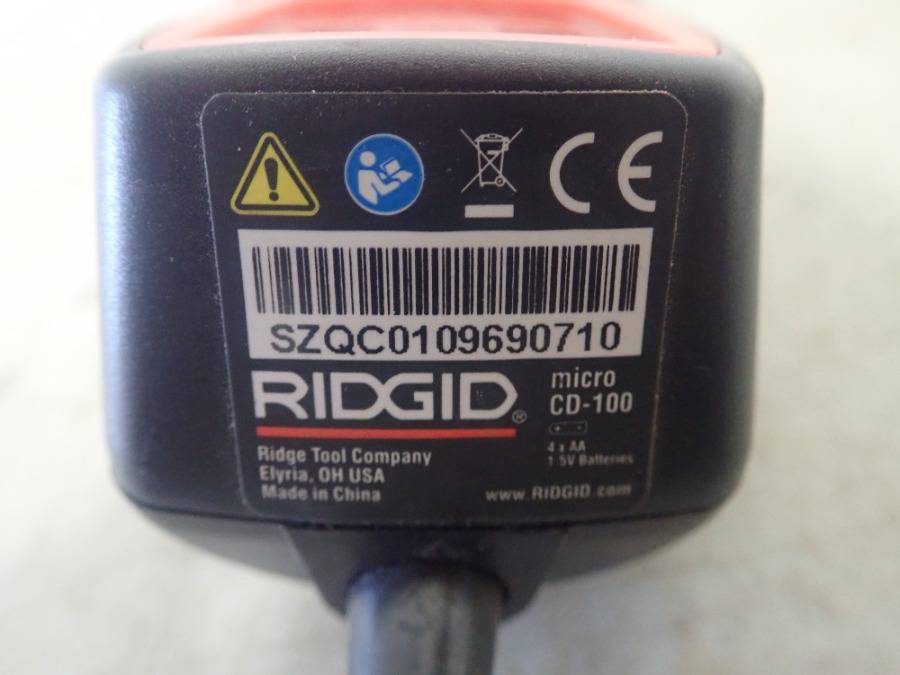 CE
SZQC0109690710
RIDGID®
micro
CD-100
4 x AA
1.5V Batteries
Ridge Tool Company
Elyria, OH USA
Made in China
www.RIDGID.com